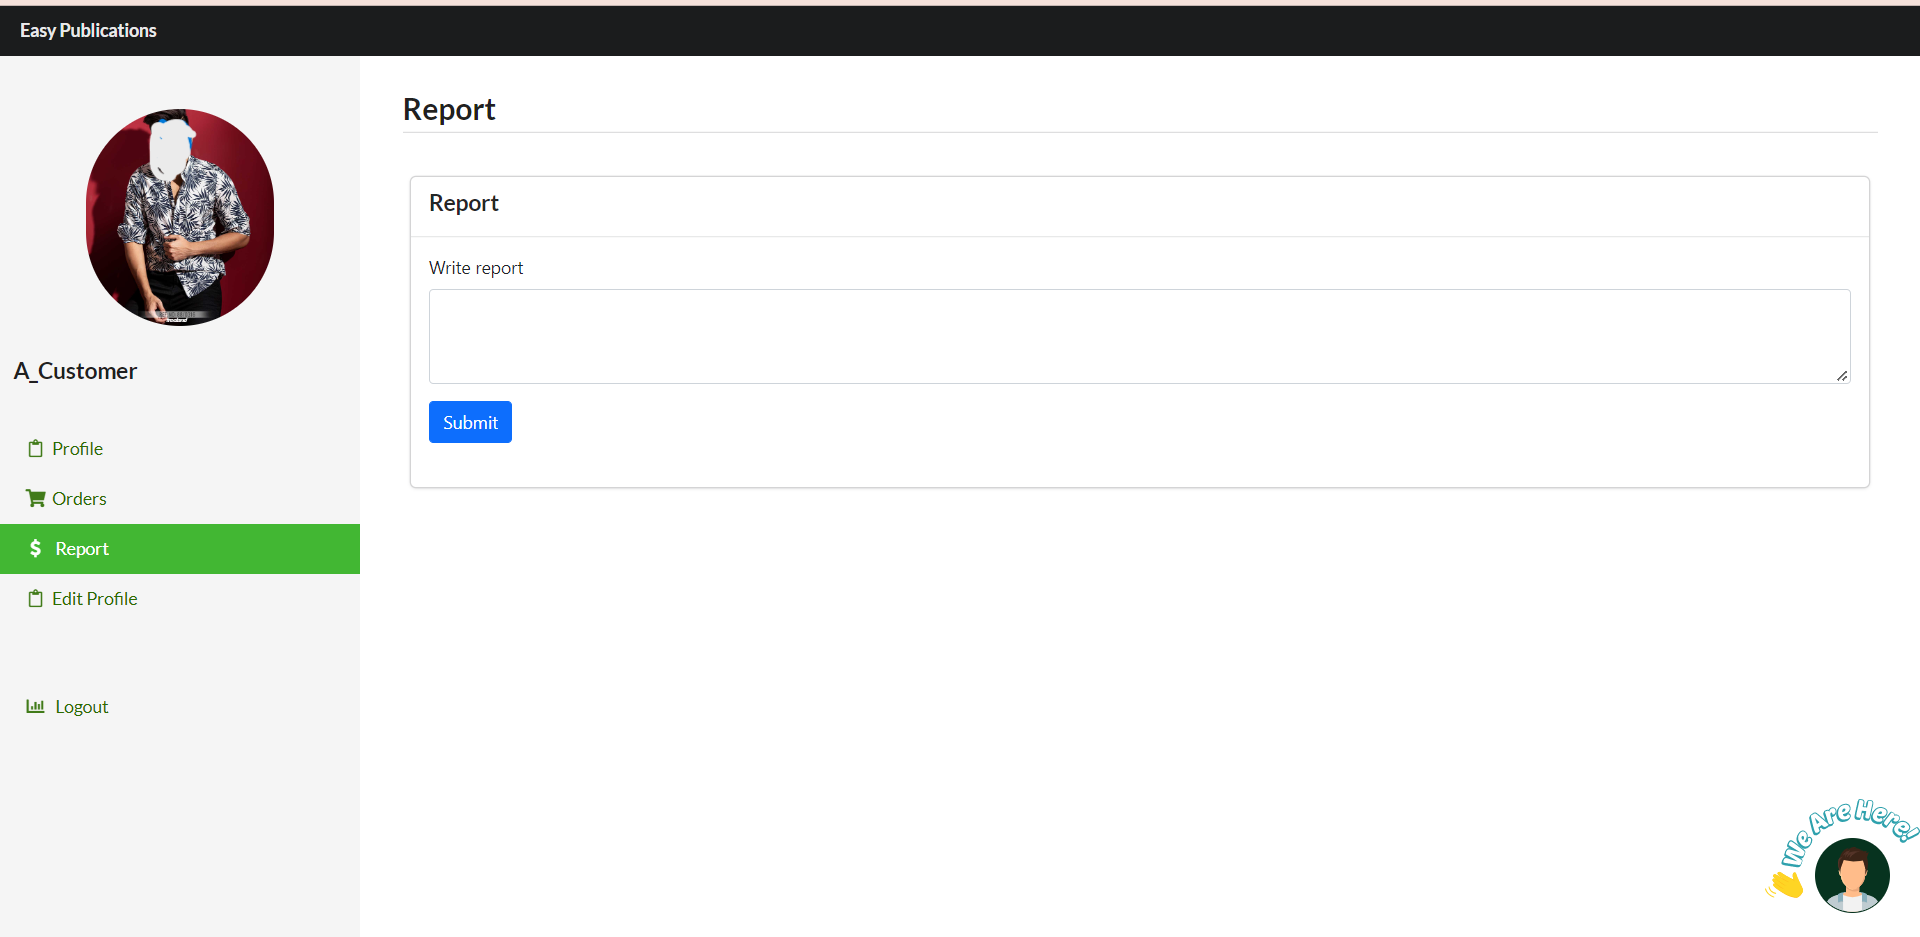 Easy Publications
A_Customer
Profile
Orders
Report
Edit Profile
Logout
Report
Report
Write report
Submit
We Are Here!